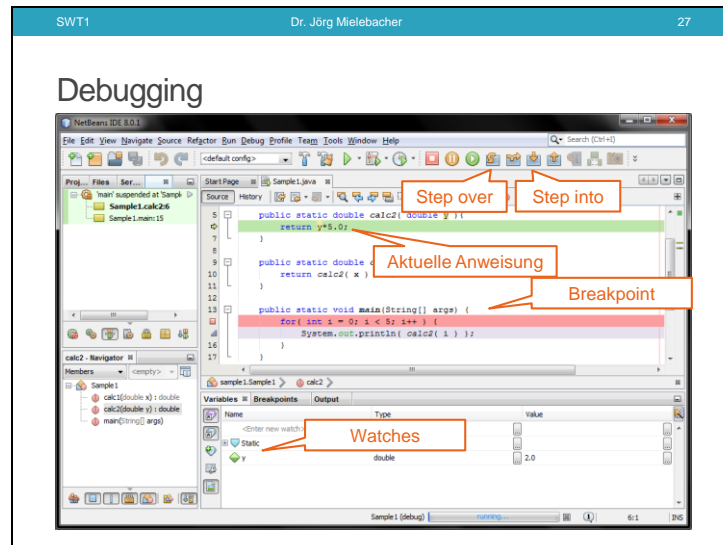 SWT1 Dr. Jörg Mielebacher 27
Debugging
NetBeans IDE 8.0.1
File Edit View Navigate Source Refactor Run Debug Profile Team Tools Window Help
Search (Ctrl+I)
<default config>
Proj... Files Ser...
Start Page Sample1.java
'main' suspended at 'Sampl
Source History
Step over Step into
Sample1.calc2:6
Sample1.main:15
5 public static double calc2( double y ){
return y*5.0;
7 }
Aktuelle Anweisung
8
9 public static double
10 return calc2( x )
11 }
Breakpoint
12
13 public static void main(String[] args) {
for( int i = 0; i < 5; i++ ) {
System.out.println( calc2( i ) );
16 }
17 }
calc2 - Navigator
Members <empty>
Sample1
calc1(double x) : double
calc2(double y) : double
main(String[] args)
sample1.Sample1 calc2
Variables Breakpoints Output
Name Type Value
<Enter new watch>
Watches
Static
y double 2.0
Sample1 (debug) running... 6:1 INS